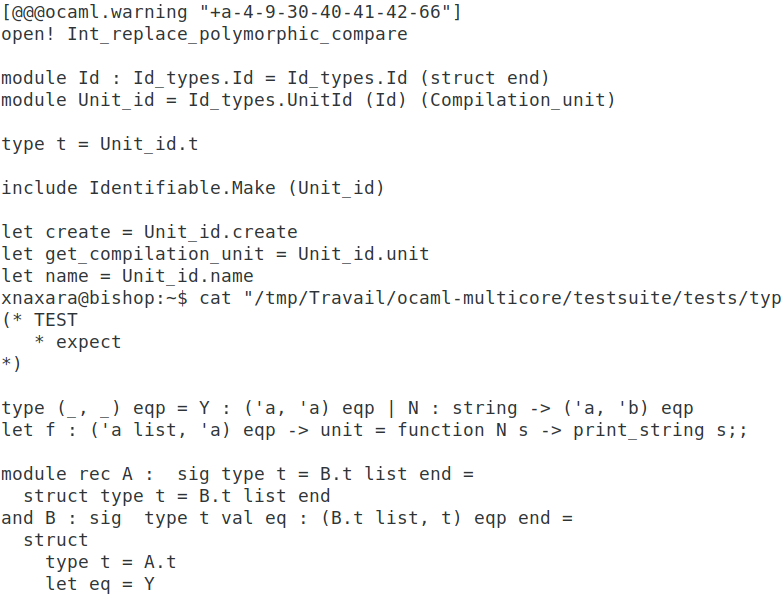 [@@@ocaml.warning "+a-4-9-30-40-41-42-66"]
open! Int_replace_polymorphic_compare

module Id : Id_types.Id = Id_types.Id (struct end)
module Unit_id = Id_types.UnitId (Id) (Compilation_unit)

type t = Unit_id.t

include Identifiable.Make (Unit_id)

let create = Unit_id.create
let get_compilation_unit = Unit_id.unit
let name = Unit_id.name
xnaxara@bishop:~$ cat "/tmp/Travail/ocaml-multicore/testsuite/tests/typ
(* TEST
   * expect
*)

type (_, _) eqp = Y : ('a, 'a) eqp | N : string -> ('a, 'b) eqp
let f : ('a list, 'a) eqp -> unit = function N s -> print_string s;;

module rec A :  sig type t = B.t list end =
  struct type t = B.t list end
and B : sig  type t val eq : (B.t list, t) eqp end =
  struct
    type t = A.t
    let eq = Y